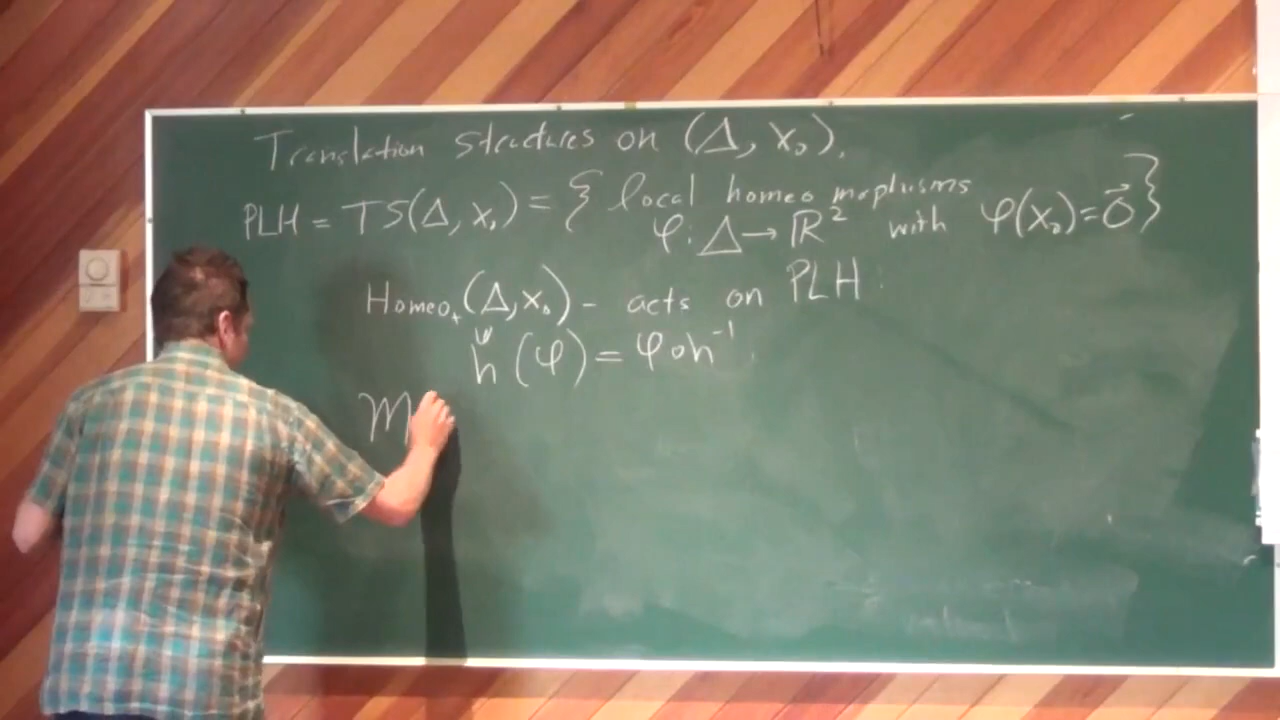 Translation structures on (Δ, x₀).
PLH = TS(Δ, x₀) = { local homeomorphisms
φ: Δ → ℝ² with φ(x₀) = 0⃗ }
Homeo₊(Δ, x₀) - acts on PLH:
h(φ) = φ∘h⁻¹.
M